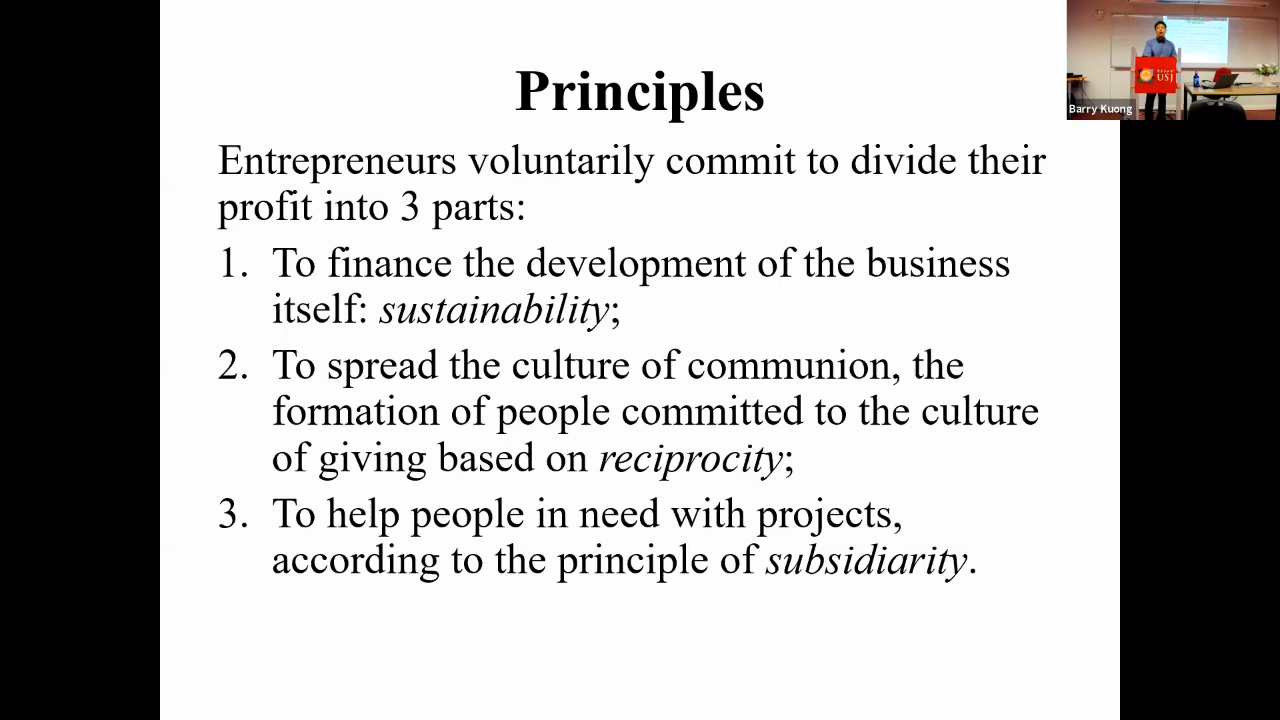 Principles
Entrepreneurs voluntarily commit to divide their
profit into 3 parts:
1. To finance the development of the business
itself: sustainability;
2. To spread the culture of communion, the
formation of people committed to the culture
of giving based on reciprocity;
3. To help people in need with projects,
according to the principle of subsidiarity.
USJ
Barry Kuong